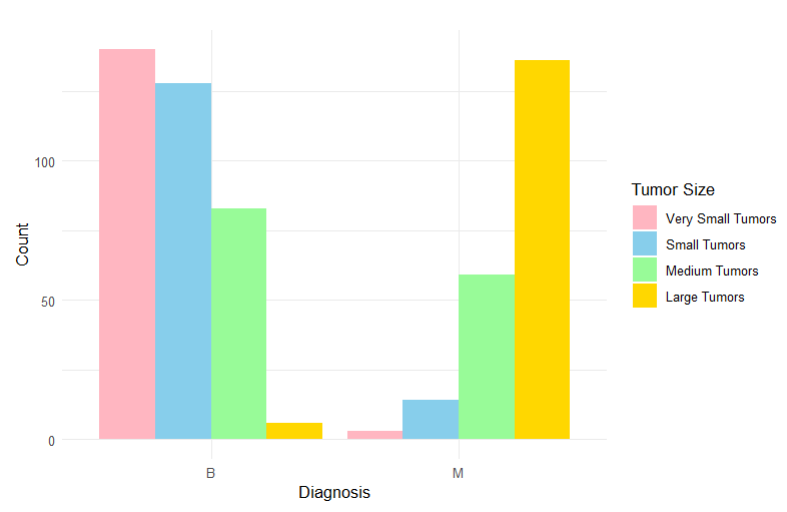 100
50
0
Count
B
M
Diagnosis
Tumor Size
Very Small Tumors
Small Tumors
Medium Tumors
Large Tumors